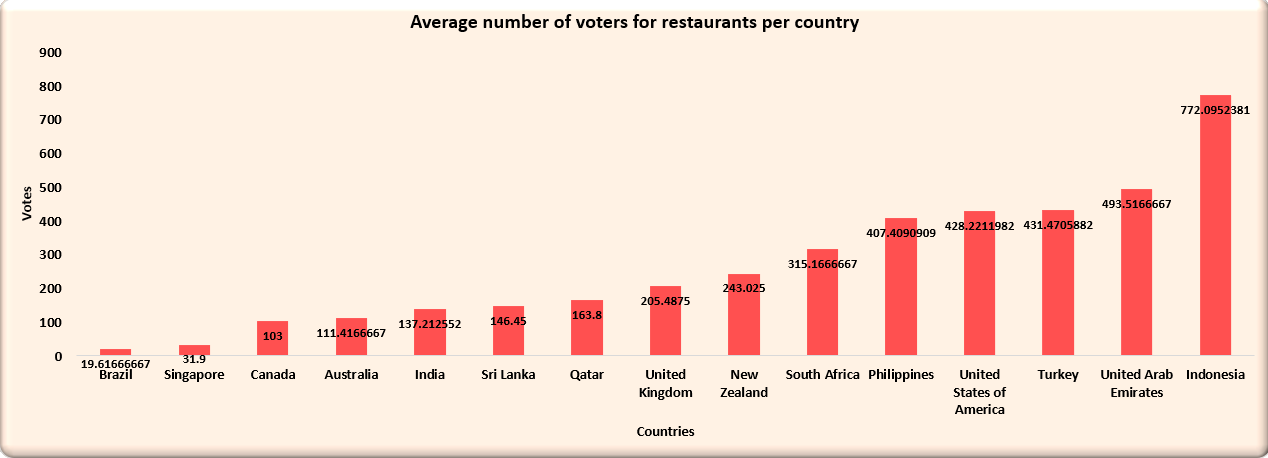 Average number of voters for restaurants per country
900
800
700
600
500
400
300
200
100
0
Votes
19.61666667
31.9
103
111.4166667
137.212552
146.45
163.8
205.4875
243.025
315.1666667
407.4090909
428.2211982
431.4705882
493.5166667
772.0952381
Brazil
Singapore
Canada
Australia
India
Sri Lanka
Qatar
United
Kingdom
New
Zealand
South Africa
Philippines
United
States of
America
Turkey
United Arab
Emirates
Indonesia
Countries